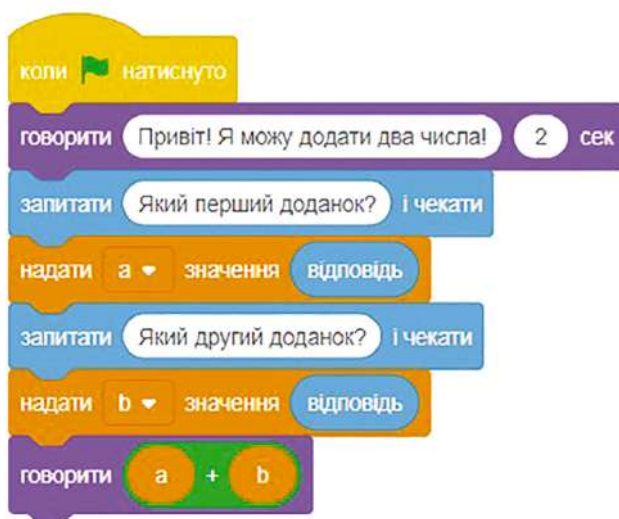 коли натиснуто
говорити Привіт! Я можу додати два числа! 2 сек
запитати Який перший доданок? і чекати
надати a значення відповідь
запитати Який другий доданок? і чекати
надати b значення відповідь
говорити a + b